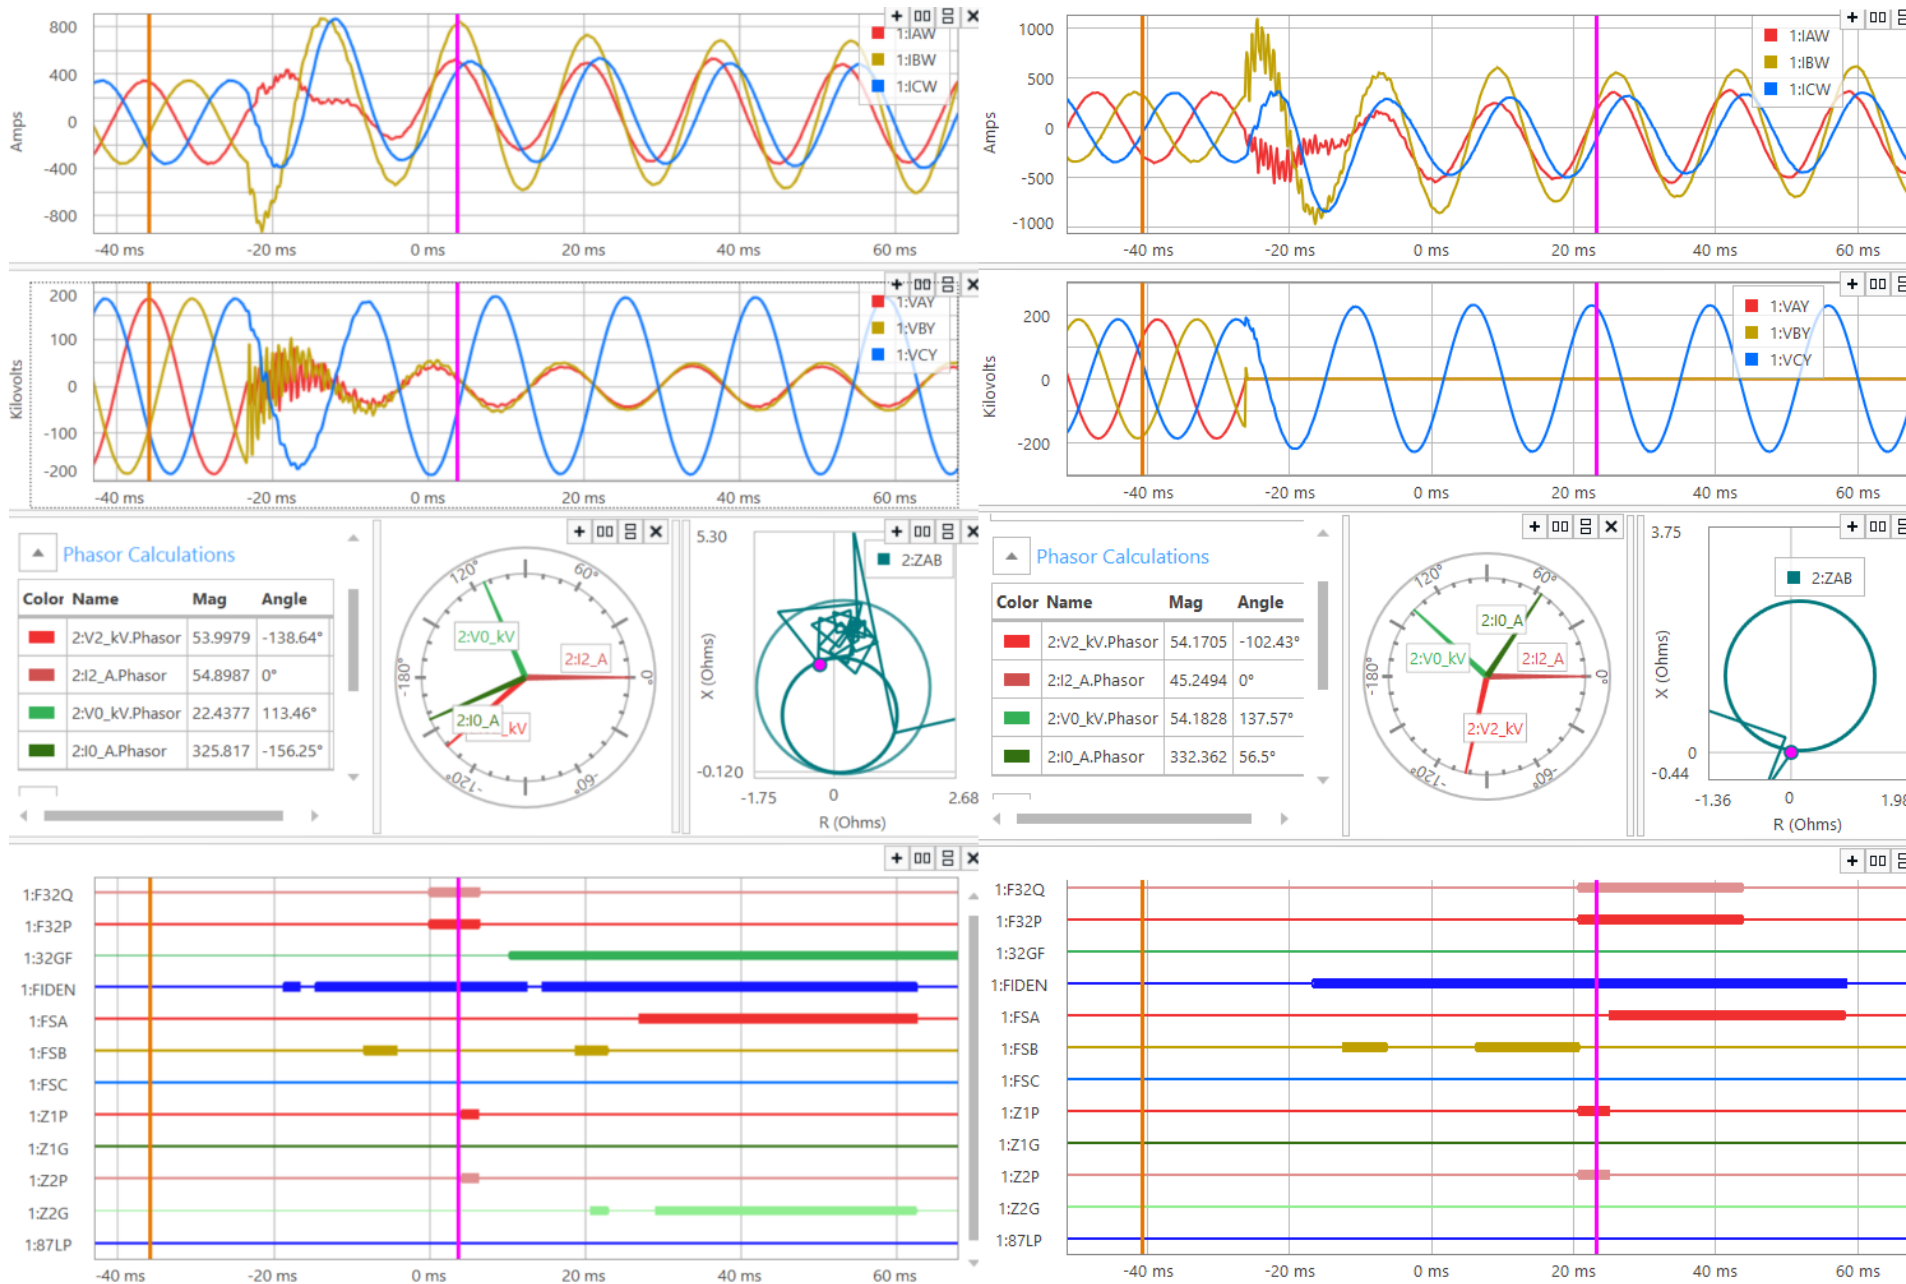 800
400
0
-400
-800
Amps
1:IAW
1:IBW
1:ICW
-40 ms -20 ms 0 ms 20 ms 40 ms 60 ms
200
100
0
-100
-200
Kilovolts
1:VAY
1:VBY
1:VCY
-40 ms -20 ms 0 ms 20 ms 40 ms 60 ms
Phasor Calculations
Color Name Mag Angle
2:V2_kV.Phasor 53.9979 -138.64°
2:I2_A.Phasor 54.8987 0°
2:V0_kV.Phasor 22.4377 113.46°
2:I0_A.Phasor 325.817 -156.25°
120°
60°
2:V0_kV
2:I2_A
-180°
0°
2:I0_A
_kV
-120°
-60°
5.30
2:ZAB
X (Ohms)
-0.120
-1.75 0 2.68
R (Ohms)
1:F32Q
1:F32P
1:32GF
1:FIDEN
1:FSA
1:FSB
1:FSC
1:Z1P
1:Z1G
1:Z2P
1:Z2G
1:87LP
-40 ms -20 ms 0 ms 20 ms 40 ms 60 ms
1000
500
0
-500
-1000
Amps
1:IAW
1:IBW
1:ICW
-40 ms -20 ms 0 ms 20 ms 40 ms 60 ms
200
0
-200
Kilovolts
1:VAY
1:VBY
1:VCY
-40 ms -20 ms 0 ms 20 ms 40 ms 60 ms
Phasor Calculations
Color Name Mag Angle
2:V2_kV.Phasor 54.1705 -102.43°
2:I2_A.Phasor 45.2494 0°
2:V0_kV.Phasor 54.1828 137.57°
2:I0_A.Phasor 332.362 56.5°
120°
60°
2:I0_A
2:V0_kV
2:I2_A
-180°
0°
2:V2_kV
-120°
-60°
3.75
2:ZAB
X (Ohms)
0
-0.44
-1.36 0 1.98
R (Ohms)
1:F32Q
1:F32P
1:32GF
1:FIDEN
1:FSA
1:FSB
1:FSC
1:Z1P
1:Z1G
1:Z2P
1:Z2G
1:87LP
-40 ms -20 ms 0 ms 20 ms 40 ms 60 ms